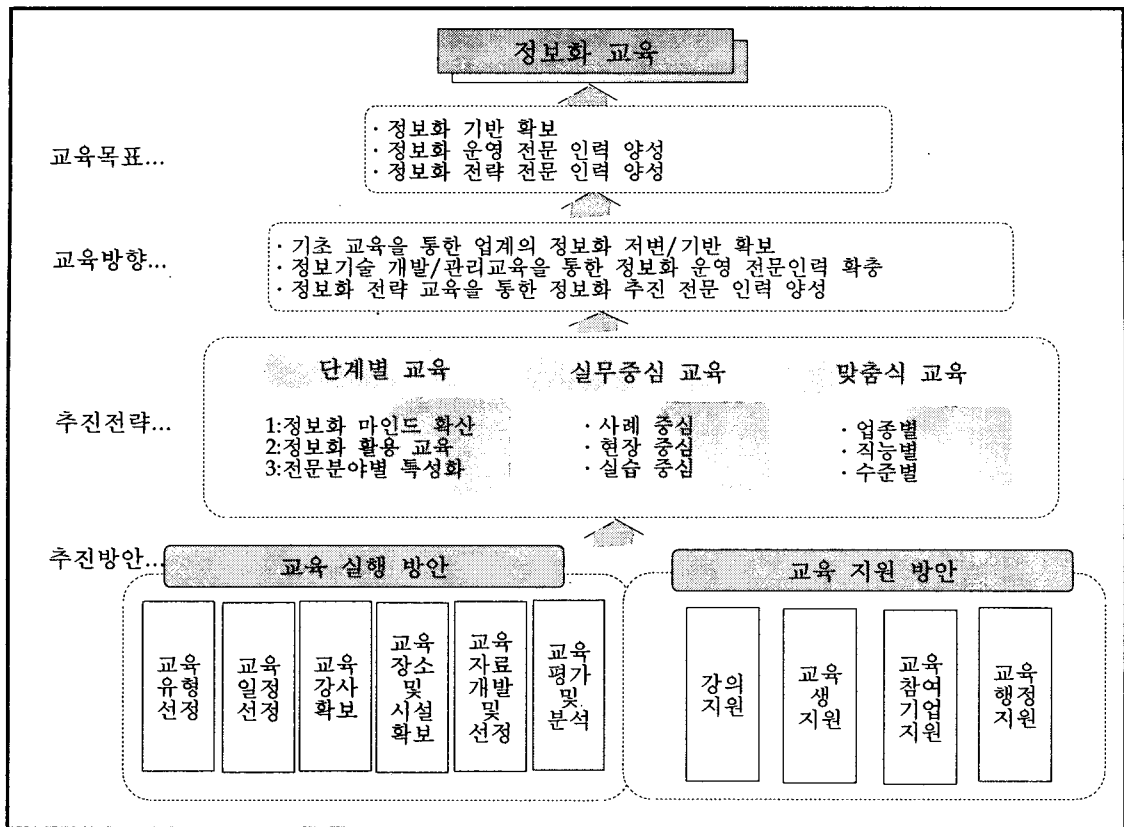 정보화 교육
교육목표...
· 정보화 기반 확보
· 정보화 운영 전문 인력 양성
· 정보화 전략 전문 인력 양성
교육방향...
· 기초 교육을 통한 업계의 정보화 저변/기반 확보
· 정보기술 개발/관리교육을 통한 정보화 운영 전문인력 확충
· 정보화 전략 교육을 통한 정보화 추진 전문 인력 양성
추진전략...
단계별 교육
1:정보화 마인드 확산
2:정보화 활용 교육
3:전문분야별 특성화
실무중심 교육
· 사례 중심
· 현장 중심
· 실습 중심
맞춤식 교육
· 업종별
· 직능별
· 수준별
추진방안...
교육 실행 방안
교육
유형
선정
교육
일정
선정
교육
강사
확보
교육
장소
및
시설
확보
교육
자료
개발
및
선정
교육
평가
및
분석
교육 지원 방안
강의
지원
교육
생
지원
교육
참여
기업
지원
교육
행정
지원